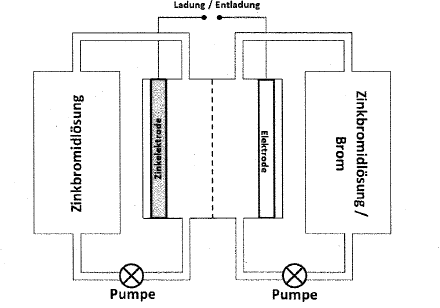 Ladung / Entladung
Zinkbromidlösung
Zinkelektrode
Elektrode
Zinkbromidlösung /
Brom
Pumpe
Pumpe